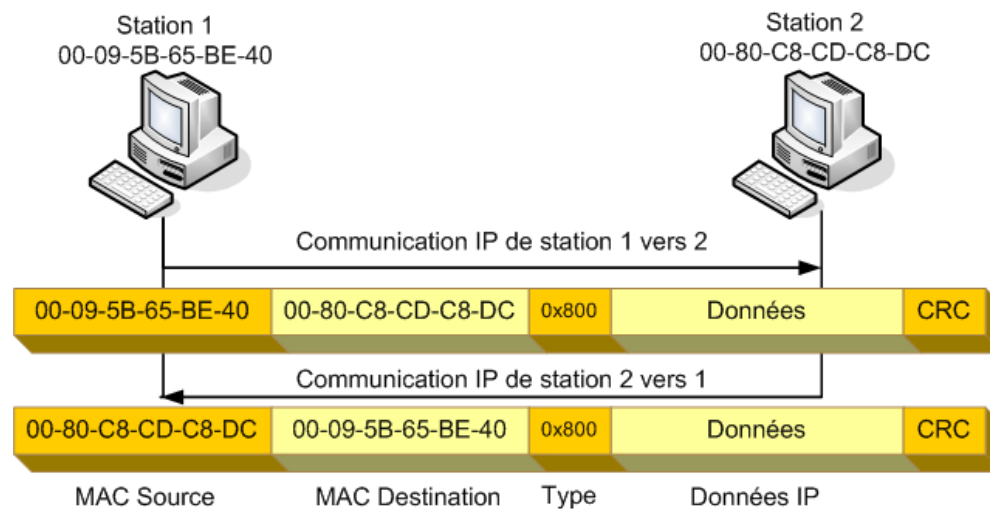 Station 1
00-09-5B-65-BE-40
Station 2
00-80-C8-CD-C8-DC
Communication IP de station 1 vers 2
00-09-5B-65-BE-40 00-80-C8-CD-C8-DC 0x800 Données CRC
Communication IP de station 2 vers 1
00-80-C8-CD-C8-DC 00-09-5B-65-BE-40 0x800 Données CRC
MAC Source MAC Destination Type Données IP